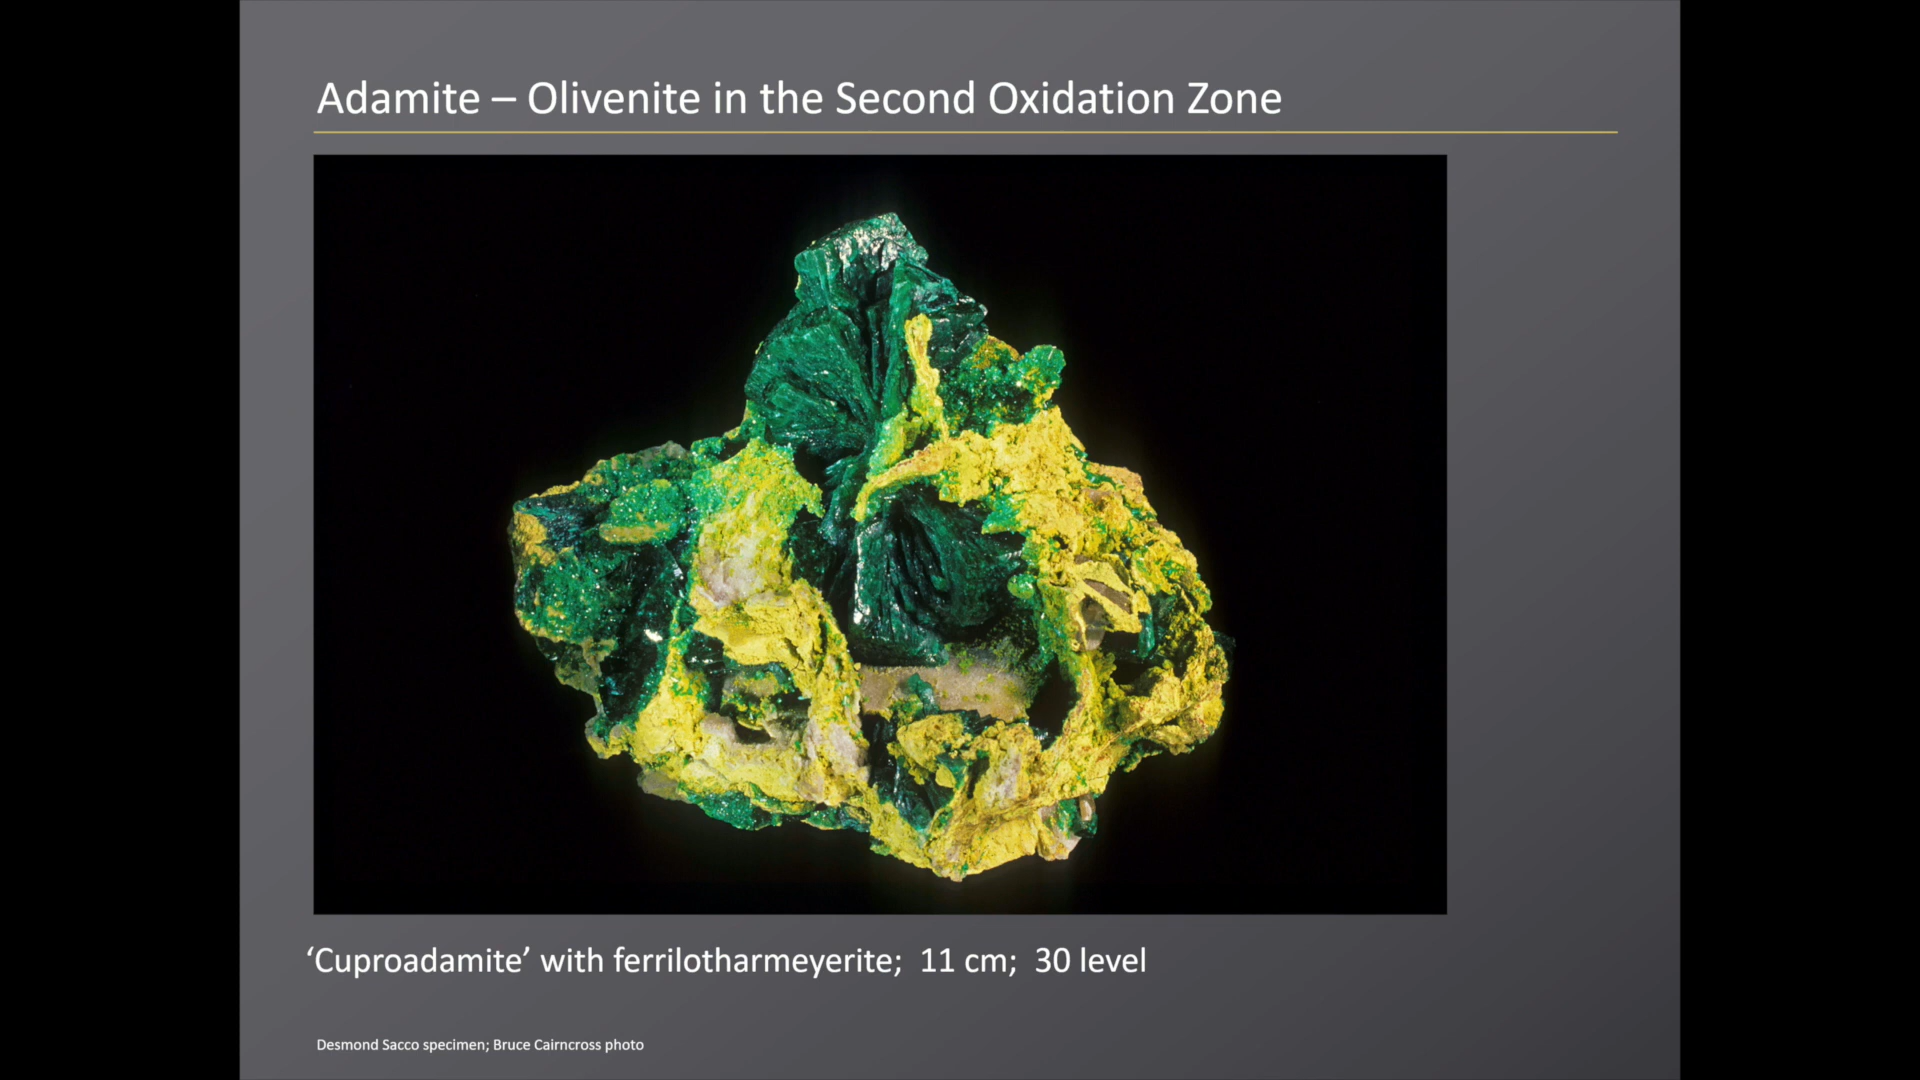 Adamite – Olivenite in the Second Oxidation Zone
‘Cuproadamite’ with ferrilotharmeyerite;  11 cm;  30 level
Desmond Sacco specimen; Bruce Cairncross photo